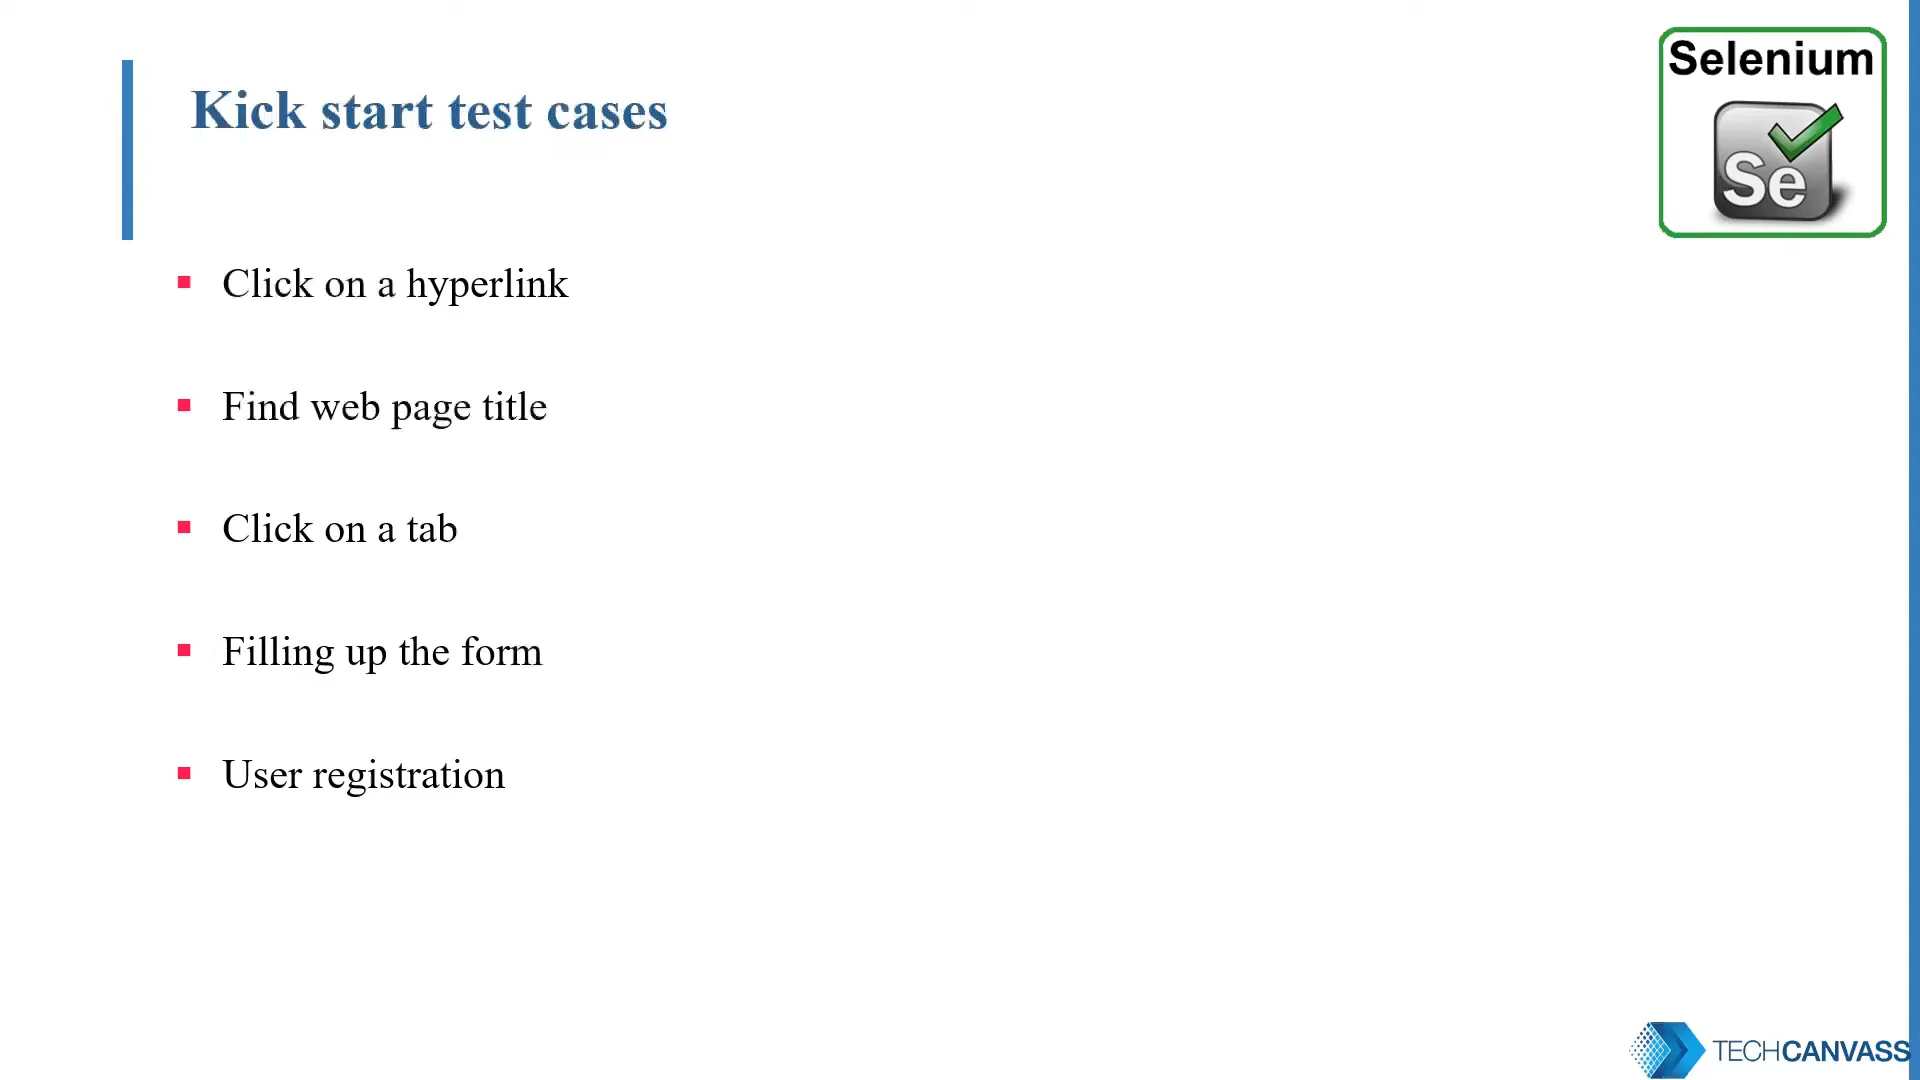 Selenium
Se
Kick start test cases
Click on a hyperlink
Find web page title
Click on a tab
Filling up the form
User registration
TECHCANVASS